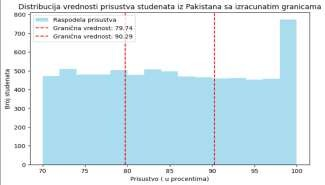 Distribucija vrednosti prisustva studenata iz Pakistana sa izracunatim granicama
Raspodela prisustva
Granična vrednost: 79.74
Granična vrednost: 90.29
800
700
600
500
400
300
200
100
0
Broj studenata
70
75
80
85
90
95
100
Prisustvo ( u procentima)